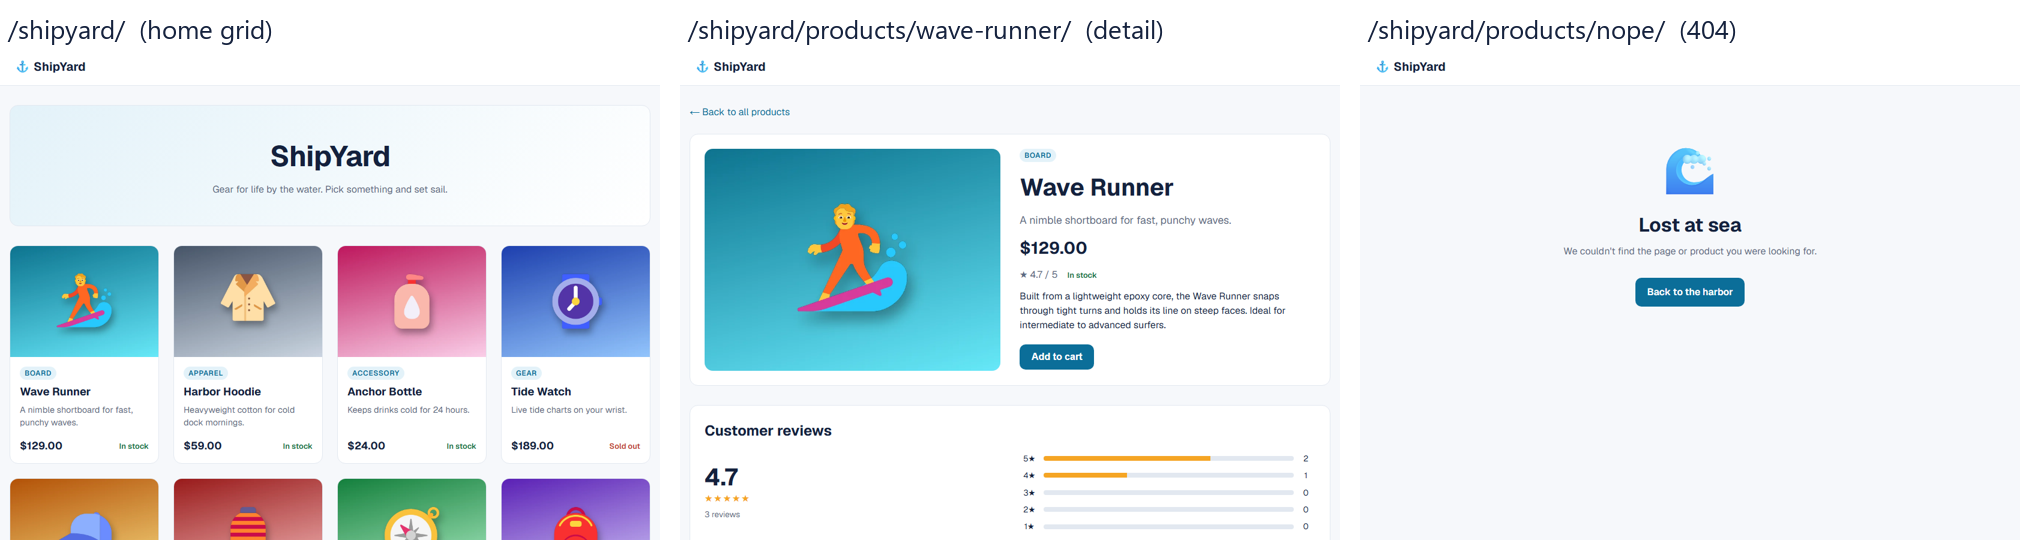 /shipyard/ (home grid)
⚓ ShipYard
ShipYard
Gear for life by the water. Pick something and set sail.
BOARD
Wave Runner
A nimble shortboard for fast,
punchy waves.
$129.00 In stock
APPAREL
Harbor Hoodie
Heavyweight cotton for cold
dock mornings.
$59.00 In stock
ACCESSORY
Anchor Bottle
Keeps drinks cold for 24 hours.
$24.00 In stock
GEAR
Tide Watch
Live tide charts on your wrist.
$189.00 Sold out
/shipyard/products/wave-runner/ (detail)
⚓ ShipYard
← Back to all products
BOARD
Wave Runner
A nimble shortboard for fast, punchy waves.
$129.00
★ 4.7 / 5 In stock
Built from a lightweight epoxy core, the Wave Runner snaps
through tight turns and holds its line on steep faces. Ideal for
intermediate to advanced surfers.
Add to cart
Customer reviews
4.7
★★★★★
3 reviews
5★ 2
4★ 1
3★ 0
2★ 0
1★ 0
/shipyard/products/nope/ (404)
⚓ ShipYard
Lost at sea
We couldn't find the page or product you were looking for.
Back to the harbor